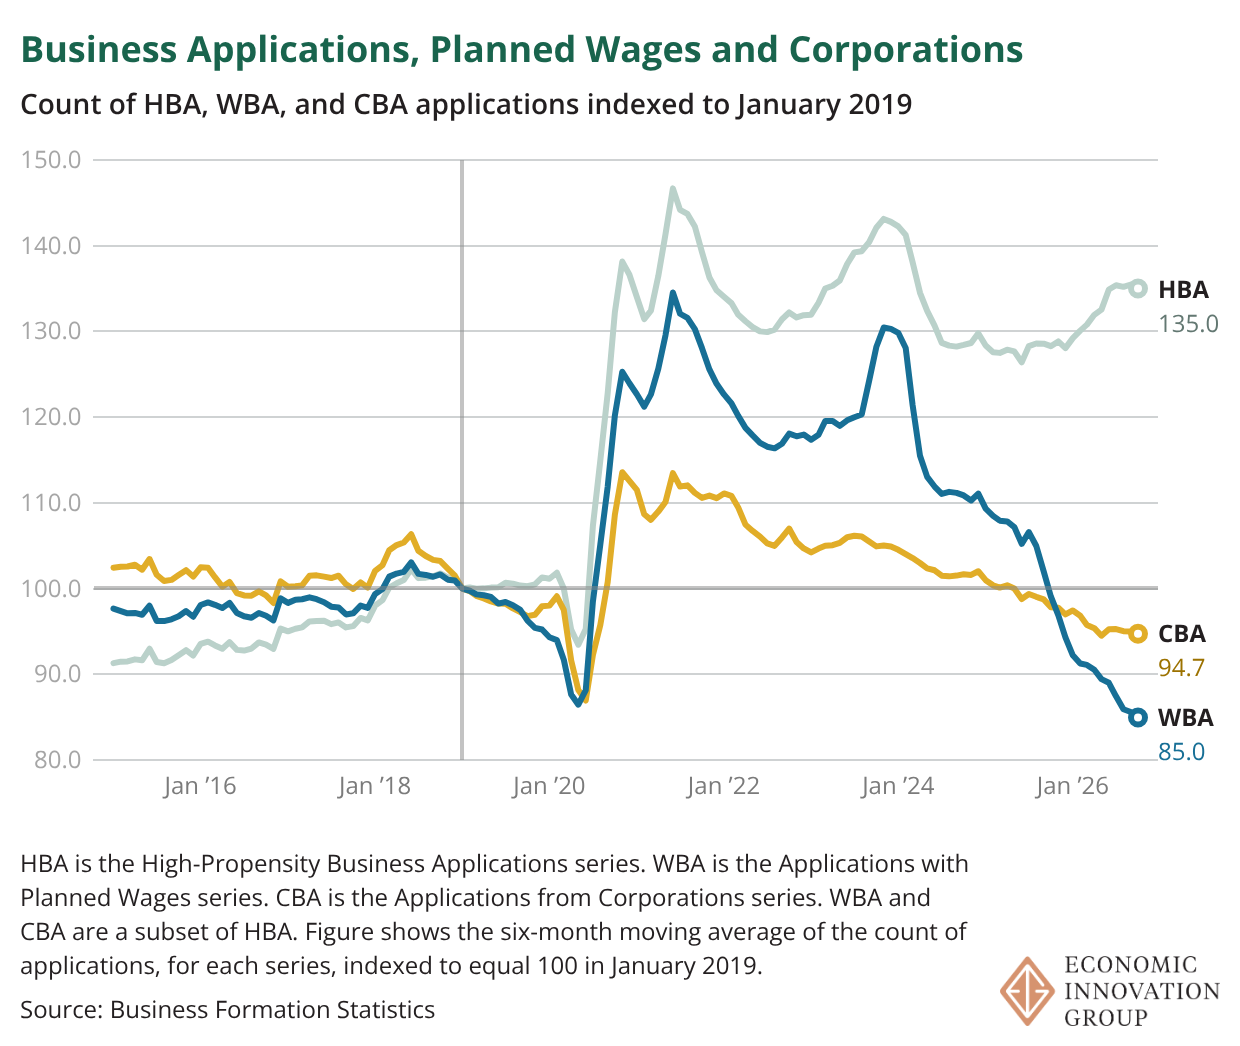 Business Applications, Planned Wages and Corporations
Count of HBA, WBA, and CBA applications indexed to January 2019
150.0
140.0
130.0
120.0
110.0
100.0
90.0
80.0
HBA
135.0
CBA
94.7
WBA
85.0
Jan ’16
Jan ’18
Jan ’20
Jan ’22
Jan ’24
Jan ’26
HBA is the High-Propensity Business Applications series. WBA is the Applications with
Planned Wages series. CBA is the Applications from Corporations series. WBA and
CBA are a subset of HBA. Figure shows the six-month moving average of the count of
applications, for each series, indexed to equal 100 in January 2019.
Source: Business Formation Statistics
ECONOMIC
INNOVATION
GROUP